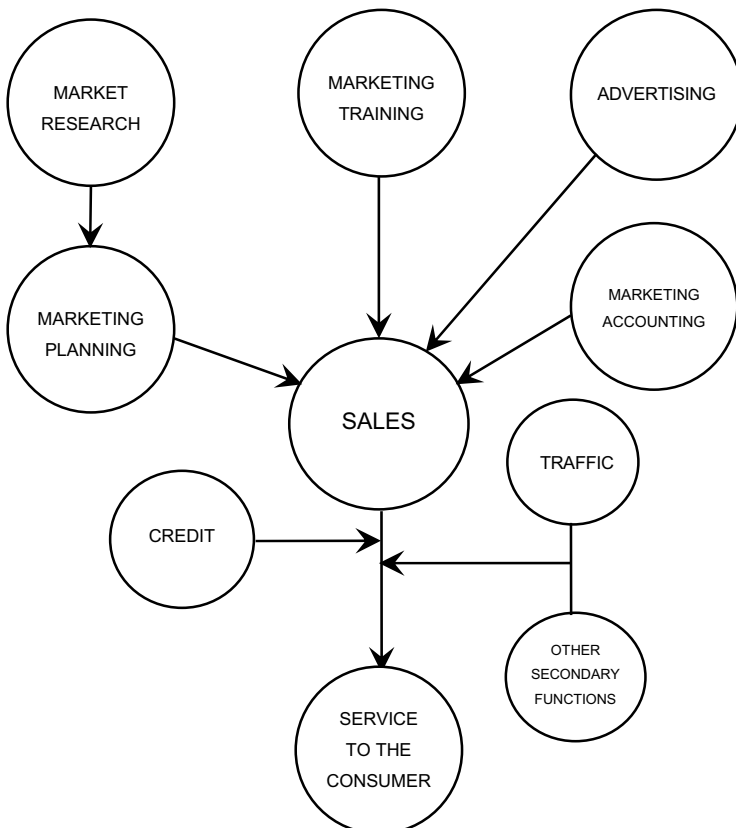 MARKET
RESEARCH
MARKETING
TRAINING
ADVERTISING
MARKETING
PLANNING
MARKETING
ACCOUNTING
SALES
TRAFFIC
CREDIT
OTHER
SECONDARY
FUNCTIONS
SERVICE
TO THE
CONSUMER